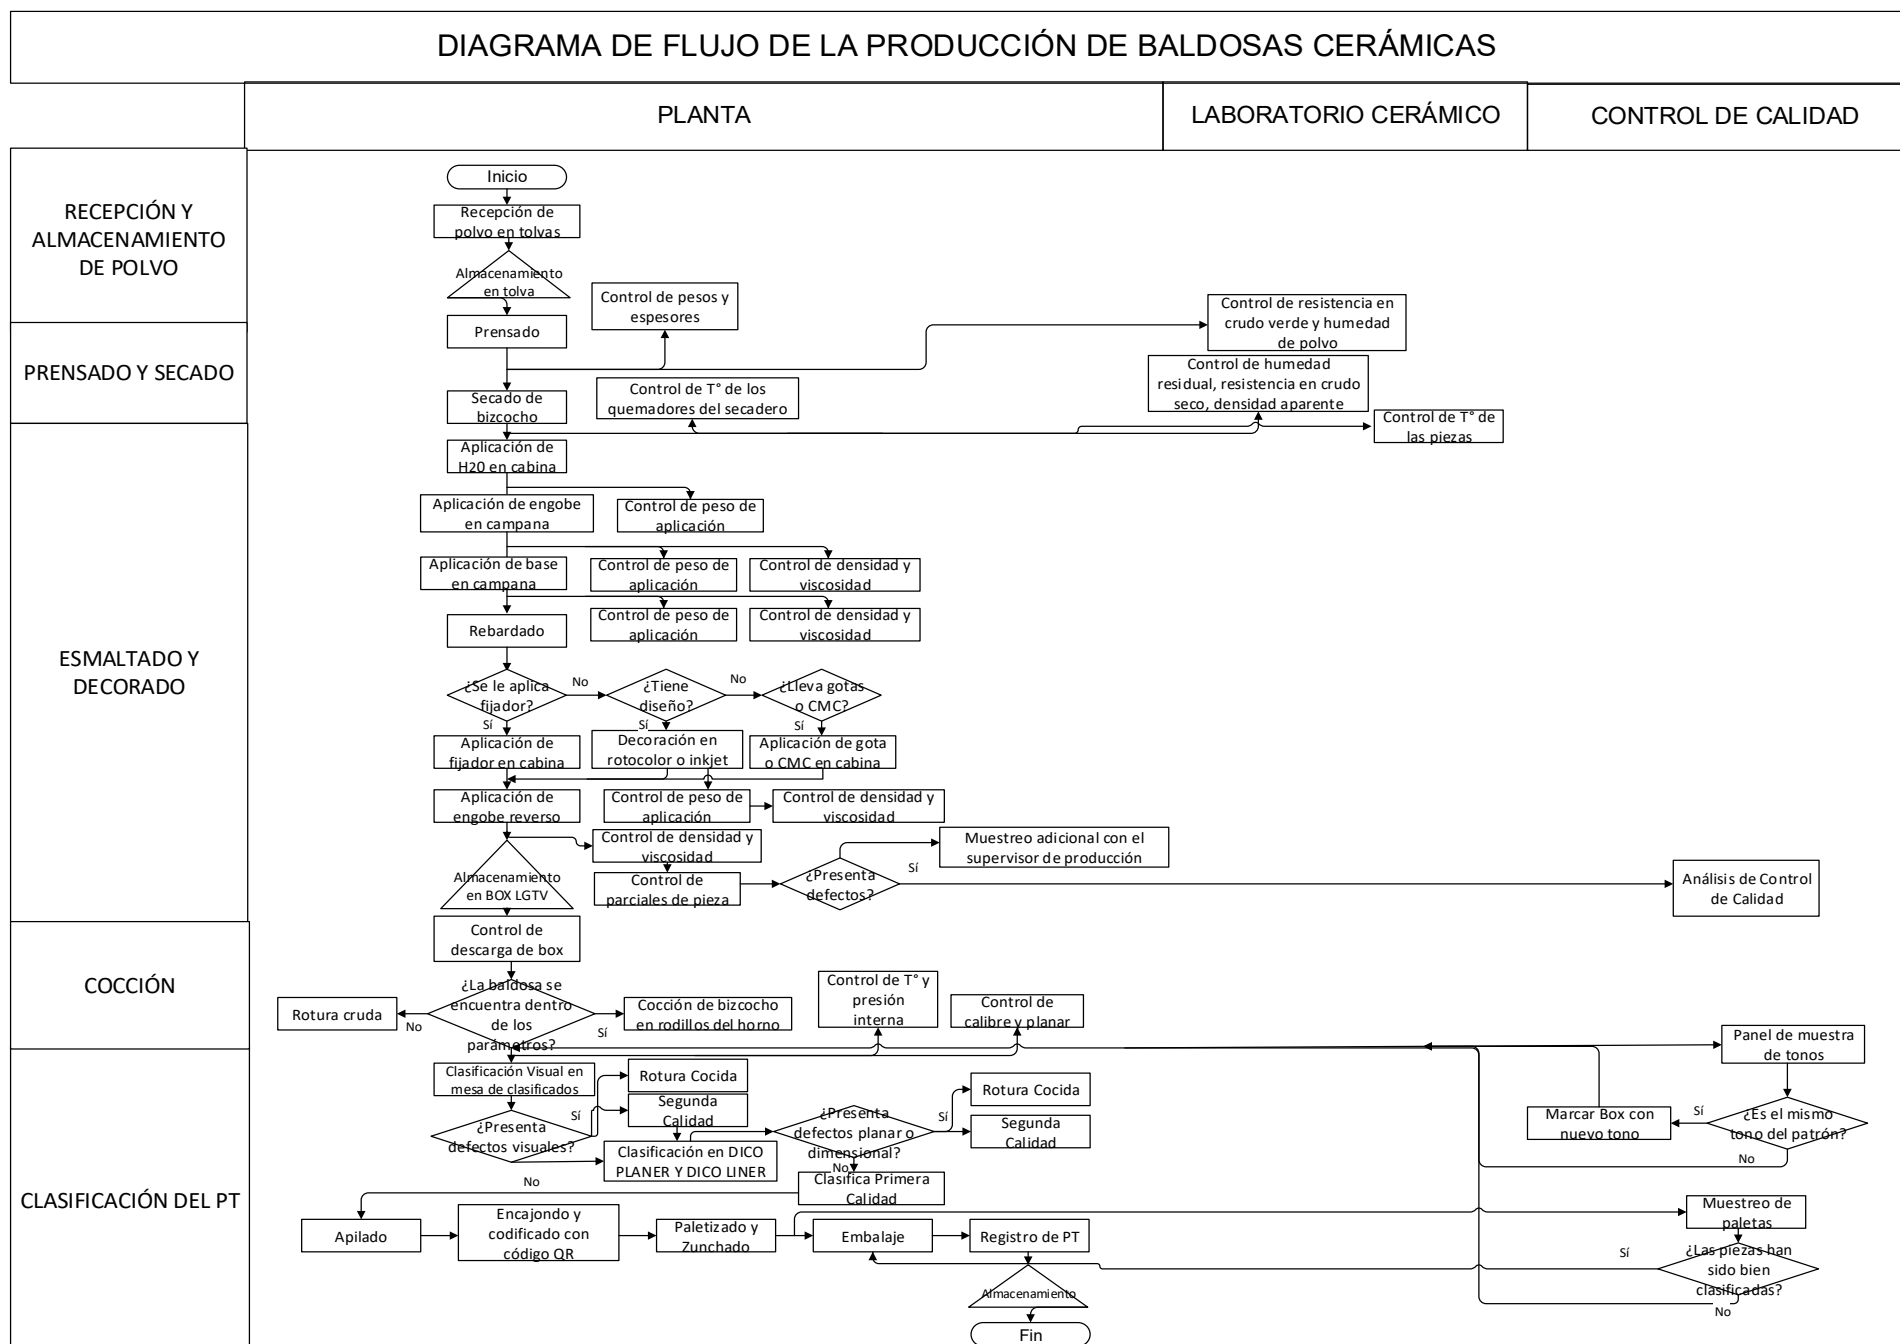 DIAGRAMA DE FLUJO DE LA PRODUCCIÓN DE BALDOSAS CERÁMICAS
PLANTA
LABORATORIO CERÁMICO
CONTROL DE CALIDAD
RECEPCIÓN Y
ALMACENAMIENTO
DE POLVO
Inicio
Recepción de
polvo en tolvas
Almacenamiento
en tolva
Control de pesos y
espesores
Control de resistencia en
crudo verde y humedad
de polvo
Prensado
PRENSADO Y SECADO
Secado de
bizcocho
Control de T° de los
quemadores del secadero
Control de humedad
residual, resistencia en crudo
seco, densidad aparente
Control de T° de
las piezas
ESMALTADO Y
DECORADO
Aplicación de
H20 en cabina
Aplicación de engobe
en campana
Control de peso de
aplicación
Aplicación de base
en campana
Control de peso de
aplicación
Control de densidad y
viscosidad
Rebardado
Control de peso de
aplicación
Control de densidad y
viscosidad
¿Se le aplica
fijador?
No
¿Tiene
diseño?
No
¿Lleva gotas
o CMC?
Sí
Sí
Sí
Aplicación de
fijador en cabina
Decoración en
rotocolor o inkjet
Aplicación de gota
o CMC en cabina
Aplicación de
engobe reverso
Control de peso de
aplicación
Control de densidad y
viscosidad
Control de densidad y
viscosidad
Muestreo adicional con el
supervisor de producción
Almacenamiento
en BOX LGTV
Control de
parciales de pieza
¿Presenta
defectos?
Sí
Análisis de Control
de Calidad
COCCIÓN
Control de
descarga de box
¿La baldosa se
encuentra dentro
de los
parámetros?
Rotura cruda
No
Sí
Cocción de bizcocho
en rodillos del horno
Control de T° y
presión
interna
Control de
calibre y planar
Panel de muestra
de tonos
CLASIFICACIÓN DEL PT
Clasificación Visual en
mesa de clasificados
Rotura Cocida
Segunda
Calidad
¿Presenta
defectos visuales?
Sí
Clasificación en DICO
PLANER Y DICO LINER
¿Presenta
defectos planar o
dimensional?
Sí
No
Rotura Cocida
Segunda
Calidad
Marcar Box con
nuevo tono
Sí
¿Es el mismo
tono del patrón?
No
No
Clasifica Primera
Calidad
Apilado
Encajondo y
codificado con
código QR
Paletizado y
Zunchado
Embalaje
Registro de PT
Muestreo de
paletas
Sí
¿Las piezas han
sido bien
clasificadas?
No
Almacenamiento
Fin